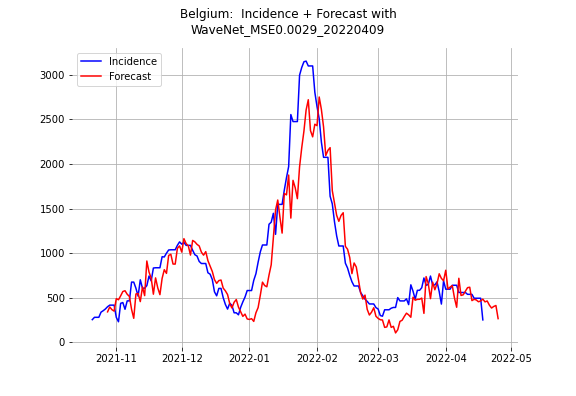 Belgium:  Incidence + Forecast with
WaveNet_MSE0.0029_20220409
Incidence
Forecast
3000
2500
2000
1500
1000
500
0
2021-11 2021-12 2022-01 2022-02 2022-03 2022-04 2022-05